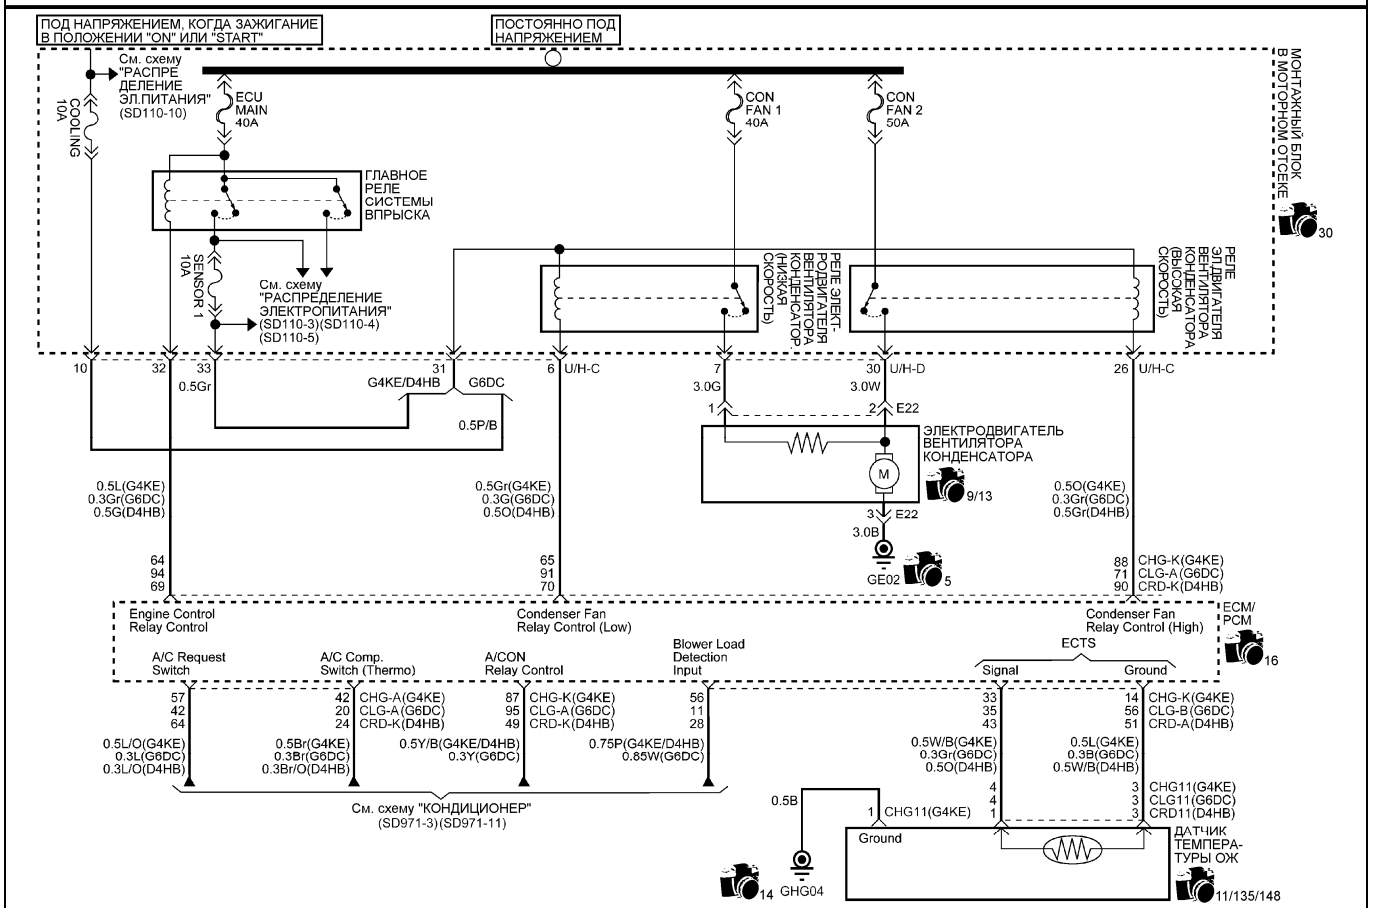 ПОД НАПРЯЖЕНИЕМ, КОГДА ЗАЖИГАНИЕ
В ПОЛОЖЕНИИ "ON" ИЛИ "START"
ПОСТОЯННО ПОД
НАПРЯЖЕНИЕМ
См. схему
"РАСПРЕ
ДЕЛЕНИЕ
ЭЛ.ПИТАНИЯ"
(SD110-10)
COOLING
10A
ECU
MAIN
40A
CON
FAN 1
40A
CON
FAN 2
50A
МОНТАЖНЫЙ БЛОК
В МОТОРНОМ ОТСЕКЕ
30
ГЛАВНОЕ
РЕЛЕ
СИСТЕМЫ
ВПРЫСКА
SENSOR 1
10A
См. схему
"РАСПРЕДЕЛЕНИЕ
ЭЛЕКТРОПИТАНИЯ"
(SD110-3)(SD110-4)
(SD110-5)
РЕЛЕ ЭЛЕКТ-
РОДВИГАТЕЛЯ
ВЕНТИЛЯТОРА
КОНДЕНСАТОР.
(НИЗКАЯ
СКОРОСТЬ)
РЕЛЕ
ЭЛ.ДВИГАТЕЛЯ
ВЕНТИЛЯТОРА
КОНДЕНСАТОРА
(ВЫСОКАЯ
СКОРОСТЬ)
10
32
33
31
6
U/H-C
7
30
U/H-D
26
U/H-C
0.5Gr
G4KE/D4HB
G6DC
3.0G
3.0W
1
2
E22
0.5P/B
ЭЛЕКТРОДВИГАТЕЛЬ
ВЕНТИЛЯТОРА
КОНДЕНСАТОРА
M
9/13
0.5L(G4KE)
0.3Gr(G6DC)
0.5G(D4HB)
0.5Gr(G4KE)
0.3G(G6DC)
0.5O(D4HB)
0.5O(G4KE)
0.3Gr(G6DC)
0.5Gr(D4HB)
3
E22
3.0B
GE02
5
64
94
69
65
91
70
88 CHG-K(G4KE)
71 CLG-A(G6DC)
90 CRD-K(D4HB)
Engine Control
Relay Control
Condenser Fan
Relay Control (Low)
Condenser Fan
Relay Control (High)
ECM/
PCM
16
A/C Request
Switch
A/C Comp.
Switch (Thermo)
A/CON
Relay Control
Blower Load
Detection
Input
ECTS
Signal
Ground
57
42
64
42 CHG-A(G4KE)
20 CLG-A(G6DC)
24 CRD-K(D4HB)
87 CHG-K(G4KE)
95 CLG-A(G6DC)
49 CRD-K(D4HB)
56
11
28
33
35
43
14 CHG-K(G4KE)
56 CLG-B(G6DC)
51 CRD-A(D4HB)
0.5L/O(G4KE)
0.3L(G6DC)
0.3L/O(D4HB)
0.5Br(G4KE)
0.3Br(G6DC)
0.3Br/O(D4HB)
0.5Y/B(G4KE/D4HB)
0.3Y(G6DC)
0.75P(G4KE/D4HB)
0.85W(G6DC)
0.5W/B(G4KE)
0.3Gr(G6DC)
0.5O(D4HB)
0.5L(G4KE)
0.3B(G6DC)
0.5W/B(D4HB)
См. схему "КОНДИЦИОНЕР"
(SD971-3)(SD971-11)
4
4
1
3 CHG11(G4KE)
3 CLG11(G6DC)
3 CRD11(D4HB)
0.5B
1 CHG11(G4KE)
Ground
ДАТЧИК
ТЕМПЕРА-
ТУРЫ ОЖ
14
GHG04
11/135/148